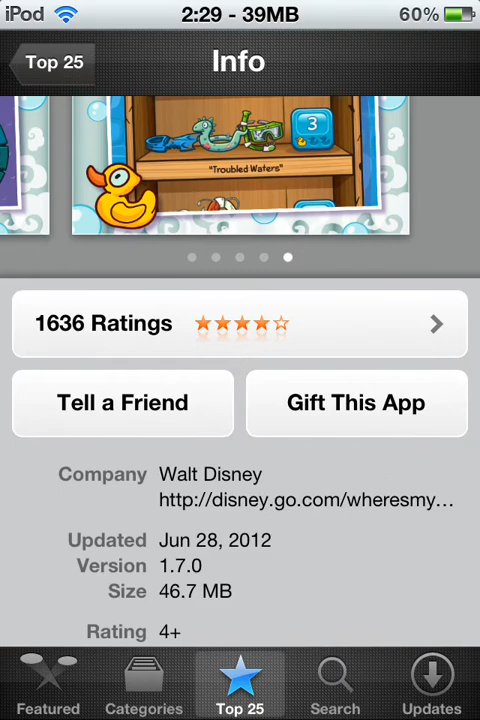 iPod 2:29 - 39MB 60%
Top 25 Info
3
"Troubled Waters"
1636 Ratings
Tell a Friend Gift This App
Company Walt Disney
http://disney.go.com/wheresmy...
Updated Jun 28, 2012
Version 1.7.0
Size 46.7 MB
Rating 4+
Featured Categories Top 25 Search Updates